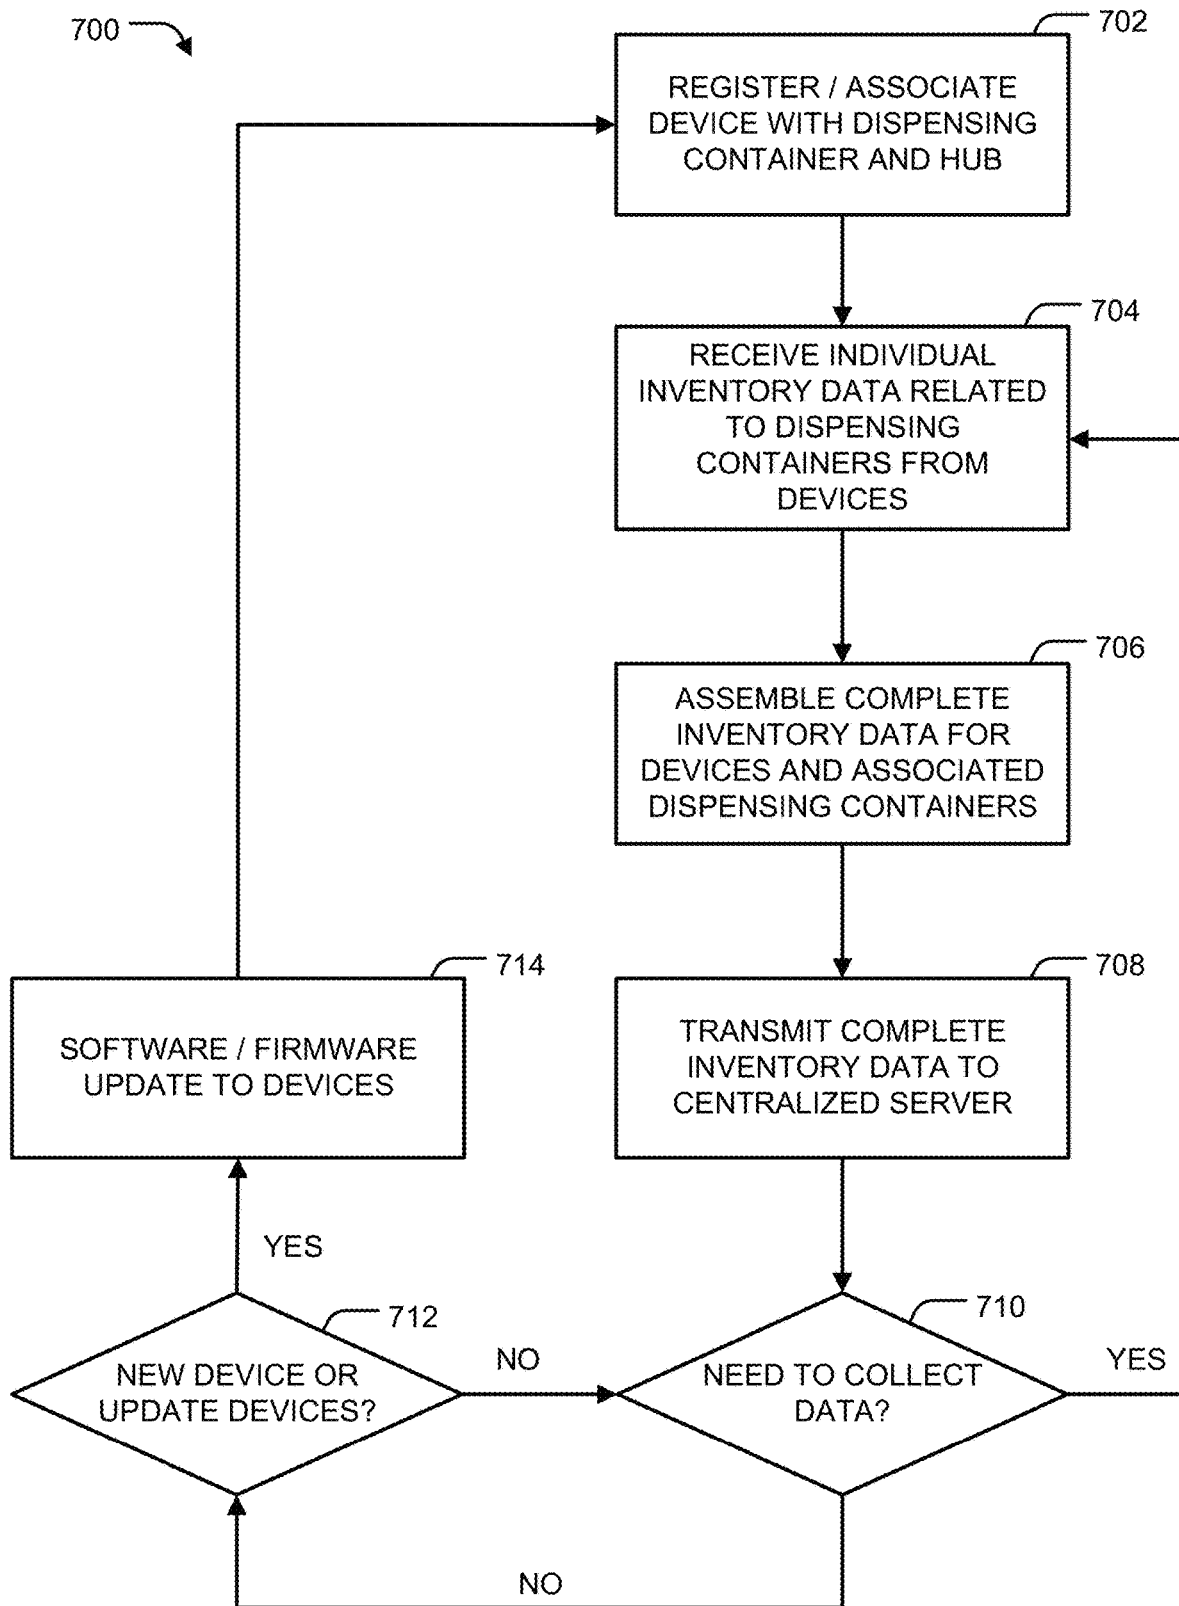 700
702
REGISTER / ASSOCIATE
DEVICE WITH DISPENSING
CONTAINER AND HUB
704
RECEIVE INDIVIDUAL
INVENTORY DATA RELATED
TO DISPENSING
CONTAINERS FROM
DEVICES
706
ASSEMBLE COMPLETE
INVENTORY DATA FOR
DEVICES AND ASSOCIATED
DISPENSING CONTAINERS
708
TRANSMIT COMPLETE
INVENTORY DATA TO
CENTRALIZED SERVER
710
NEED TO COLLECT
DATA?
YES
NO
712
NEW DEVICE OR
UPDATE DEVICES?
NO
YES
714
SOFTWARE / FIRMWARE
UPDATE TO DEVICES